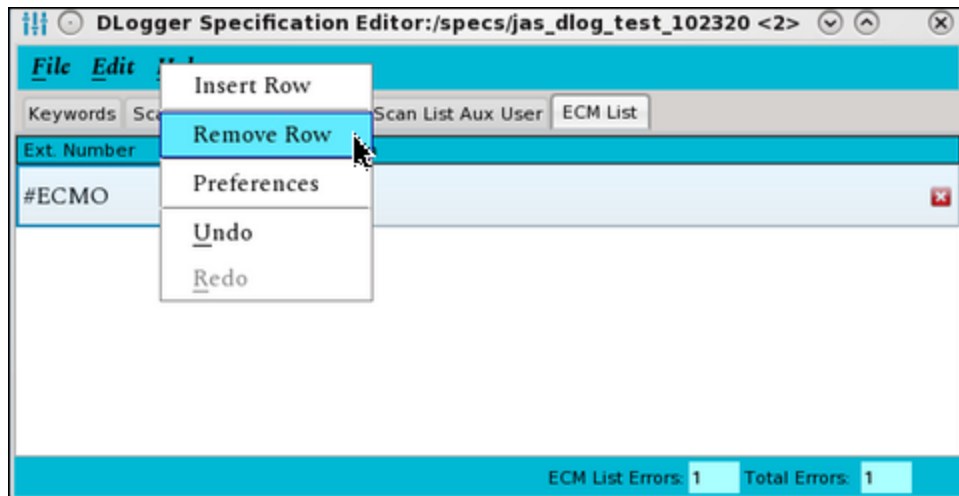 DLogger Specification Editor:/specs/jas_dlog_test_102320 <2>
File Edit
Insert Row
Keywords Scan List Aux User ECM List
Remove Row
Ext. Number
Preferences
#ECMO
Undo
Redo
ECM List Errors: 1 Total Errors: 1